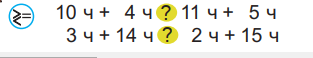 10 ч + 4 ч ? 11 ч + 5 ч
3 ч + 14 ч ? 2 ч + 15 ч